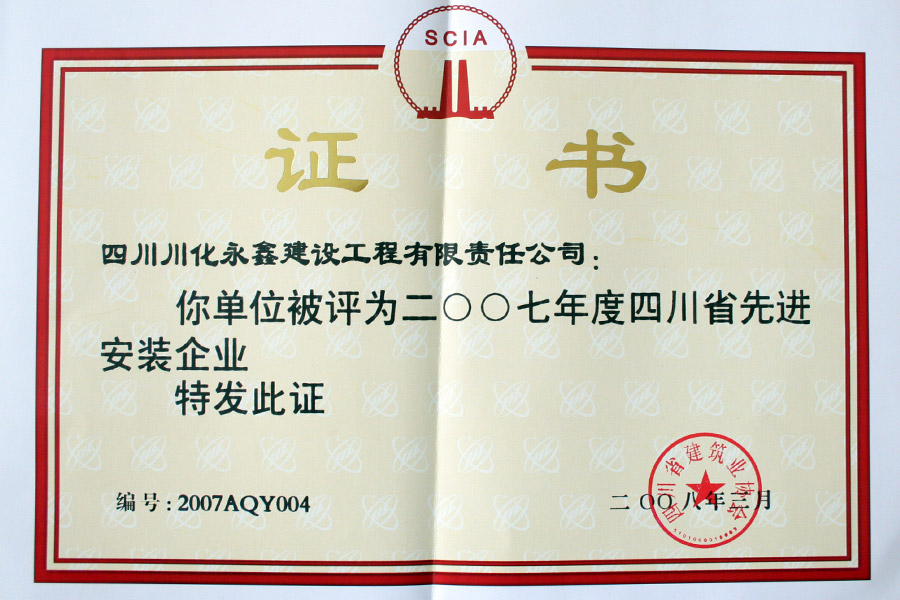 SCIA
证书
四川川化永鑫建设工程有限责任公司：
你单位被评为二〇〇七年度四川省先进
安装企业
特发此证
四川省建筑业协会
编号：2007AQY004
二〇〇八年三月